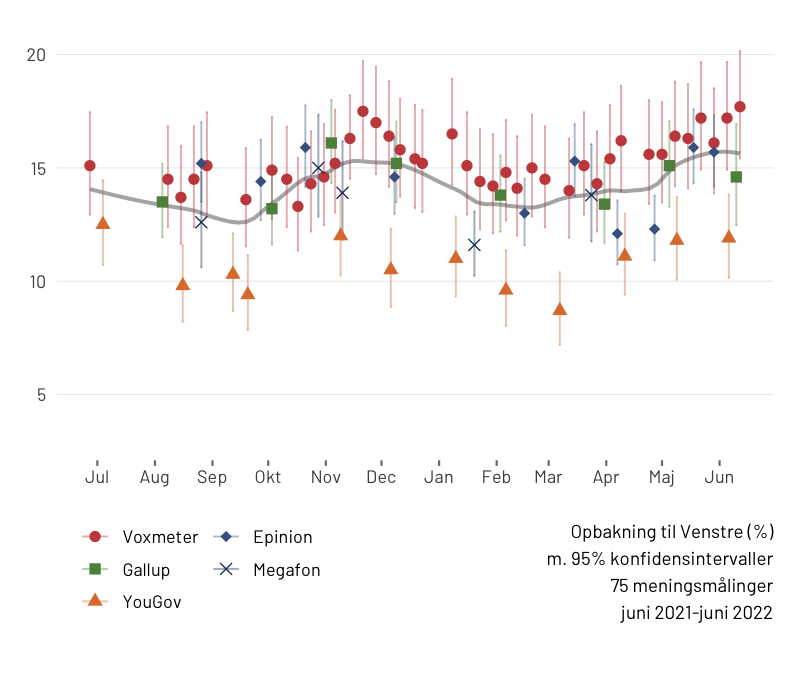 20
15
10
5
Jul Aug Sep Okt Nov Dec Jan Feb Mar Apr Maj Jun
Voxmeter Epinion
Gallup Megafon
YouGov
Opbakning til Venstre (%)
m. 95% konfidensintervaller
75 meningsmålinger
juni 2021-juni 2022